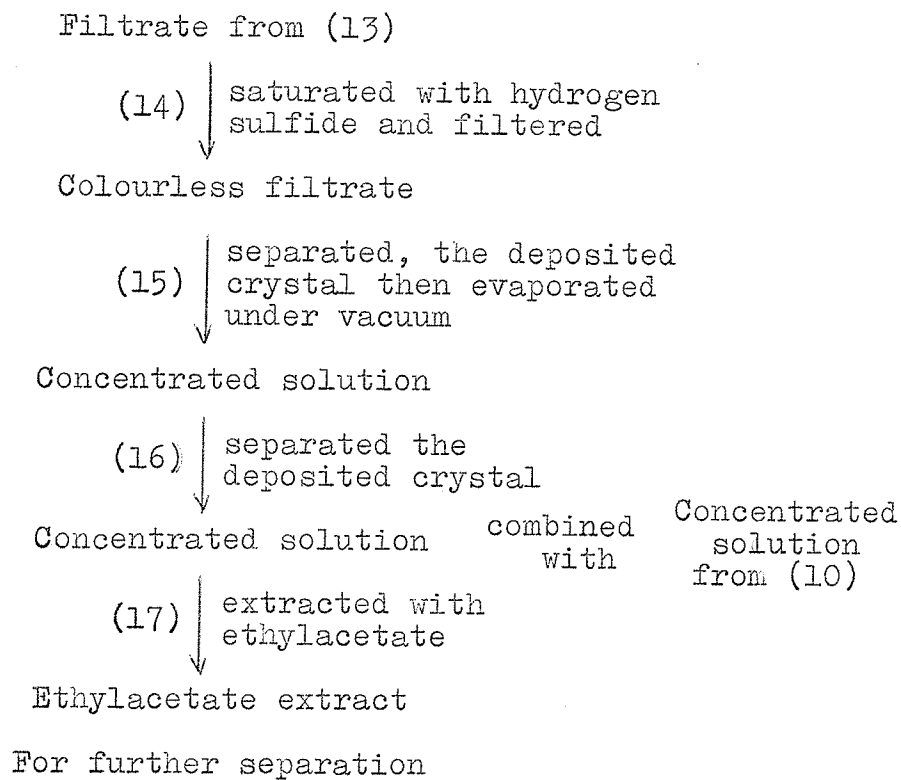 Filtrate from (13)
(14)
saturated with hydrogen
sulfide and filtered
Colourless filtrate
(15)
separated, the deposited
crystal then evaporated
under vacuum
Concentrated solution
(16)
separated the
deposited crystal
Concentrated solution
combined
with
Concentrated
solution
from (10)
(17)
extracted with
ethylacetate
Ethylacetate extract
For further separation